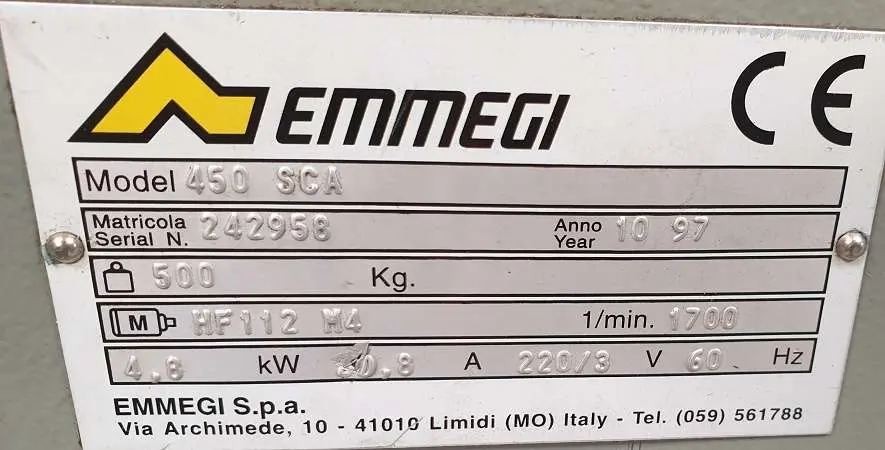 EMMEGI CE
Model 450 SCA
Matricola
Serial N. 242958
Anno
Year 10 97
500 Kg.
M HF112 M4 1/min. 1700
4.8 kW A 220/3 V 60 Hz
EMMEGI S.p.a.
Via Archimede, 10 - 41010 Limidi (MO) Italy - Tel. (059) 561788